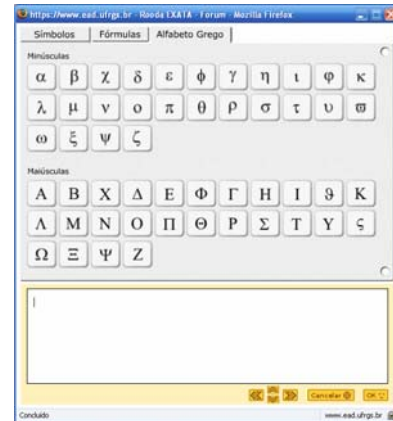 https://www.ead.ufrgs.br - Rooda EXATA - Forum - Mozilla Firefox
Símbolos Fórmulas Alfabeto Grego
Minúsculas
α β χ δ ε ϕ γ η ι φ κ
λ μ ν ο π θ ρ σ τ υ ϖ
ω ξ ψ ζ
Maiúsculas
Α Β Χ Δ Ε Φ Γ Η Ι ϑ Κ
Λ Μ Ν Ο Π Θ Ρ Σ Τ Υ ς
Ω Ξ Ψ Ζ
Cancelar OK
Concluído www.ead.ufrgs.br